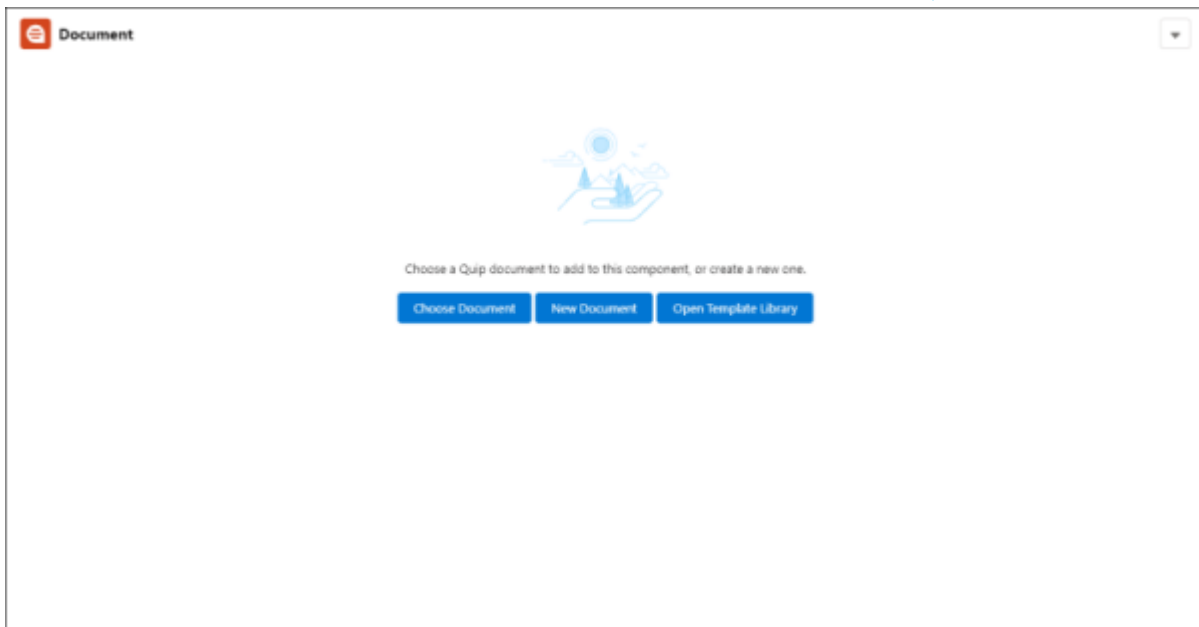 Document
Choose a Quip document to add to this component, or create a new one.
Choose Document New Document Open Template Library